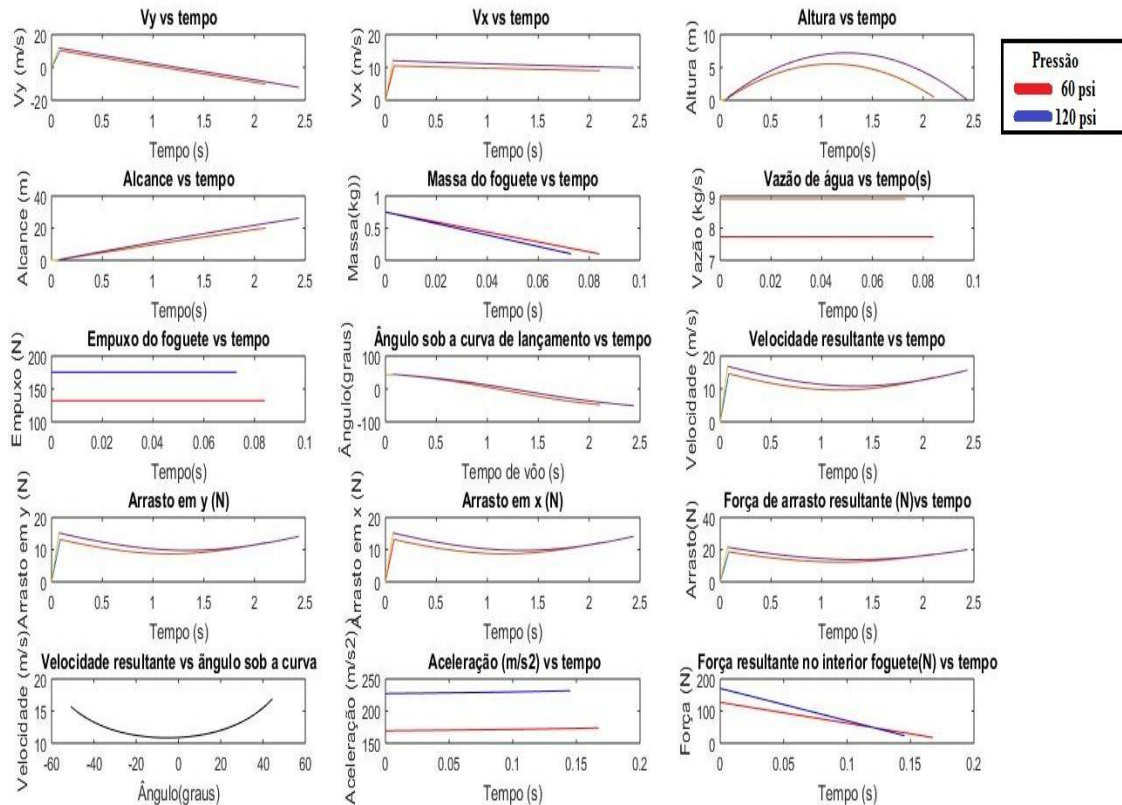 Vy vs tempo
Vy (m/s)
20
0
-20
0 0.5 1 1.5 2 2.5
Tempo (s)
Vx vs tempo
Vx (m/s)
20
10
0
0 0.5 1 1.5 2 2.5
Tempo (s)
Altura vs tempo
Altura (m)
10
5
0
0 0.5 1 1.5 2 2.5
Tempo(s)
Pressão
60 psi
120 psi
Alcance vs tempo
Alcance (m)
40
20
0
0 0.5 1 1.5 2 2.5
Tempo(s)
Massa do foguete vs tempo
Massa(kg))
1
0.5
0
0 0.02 0.04 0.06 0.08 0.1
Tempo(s)
Vazão de água vs tempo(s)
Vazão (kg/s)
9
8
7
0 0.02 0.04 0.06 0.08 0.1
Tempo(s)
Empuxo do foguete vs tempo
Empuxo (N)
200
150
100
0 0.02 0.04 0.06 0.08 0.1
Tempo(s)
Ângulo sob a curva de lançamento vs tempo
Ângulo(graus)
100
0
-100
0 0.5 1 1.5 2 2.5
Tempo de vôo (s)
Velocidade resultante vs tempo
Velocidade (m/s)
20
10
0
0 0.5 1 1.5 2 2.5
Tempo (s)
Arrasto em y (N)
Arrasto em y (N)
20
10
0
0 0.5 1 1.5 2 2.5
Tempo (s)
Arrasto em x (N)
Arrasto em x (N)
20
10
0
0 0.5 1 1.5 2 2.5
Tempo (s)
Força de arrasto resultante (N)vs tempo
Arrasto(N)
40
20
0
0 0.5 1 1.5 2 2.5
Tempo (s)
Velocidade resultante vs ãngulo sob a curva
Velocidade (m/s)
20
15
10
-60 -40 -20 0 20 40 60
Ângulo(graus)
Aceleração (m/s2) vs tempo
Aceleração (m/s2)
250
200
150
0 0.05 0.1 0.15 0.2
Tempo (s)
Força resultante no interior foguete(N) vs tempo
Força (N)
200
100
0
0 0.05 0.1 0.15 0.2
Tempo (s)